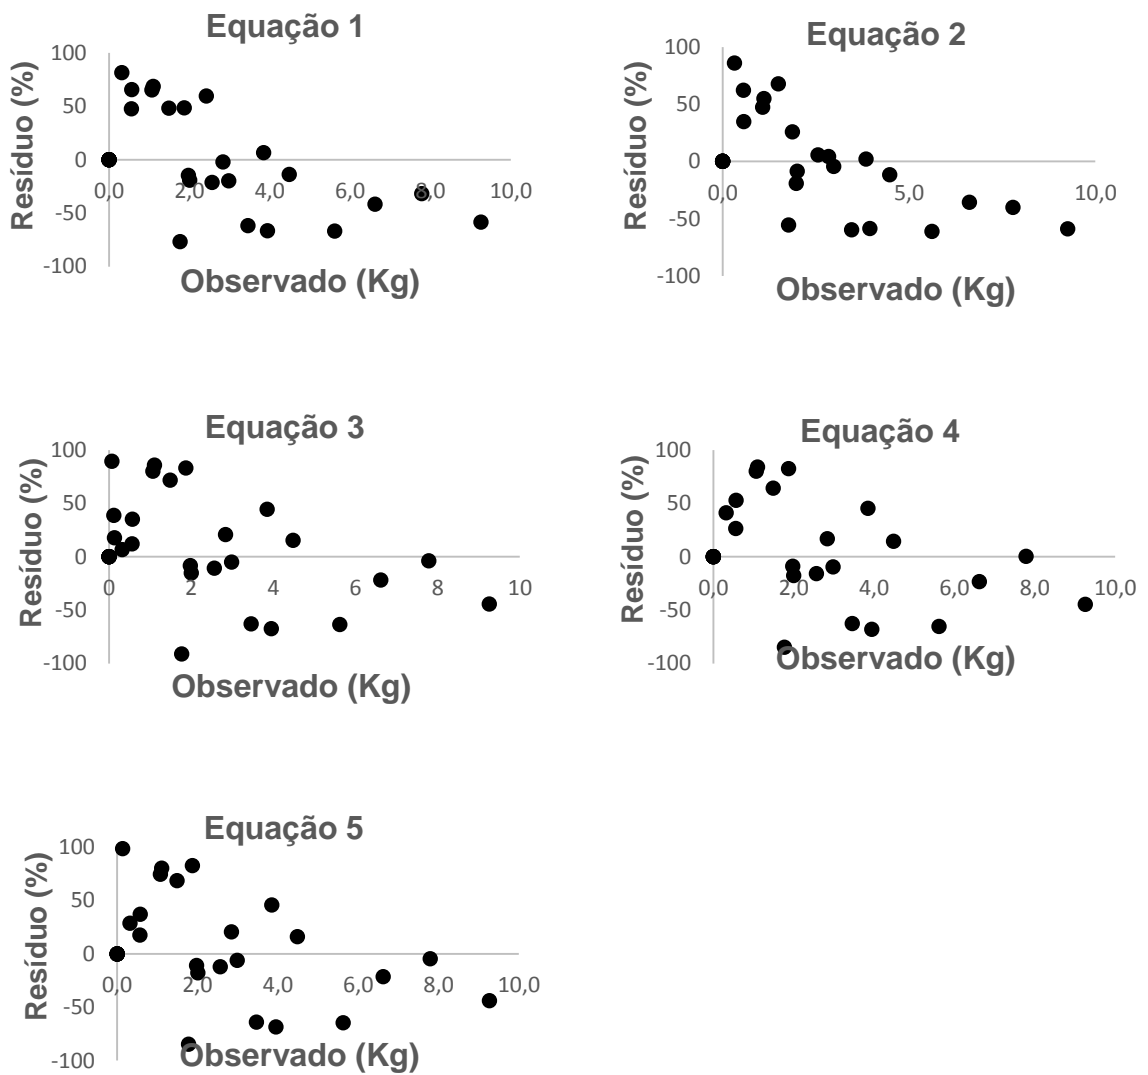 Equação 1
Resíduo (%)
100
50
0
-50
-100
0,0 2,0 4,0 6,0 8,0 10,0
Observado (Kg)
Equação 2
Resíduo (%)
100
50
0
-50
-100
0,0 5,0 10,0
Observado (Kg)
Equação 3
Resíduo (%)
100
50
0
-50
-100
0 2 4 6 8 10
Observado (Kg)
Equação 4
Resíduo (%)
100
50
0
-50
-100
0,0 2,0 4,0 6,0 8,0 10,0
Observado (Kg)
Equação 5
Resíduo (%)
100
50
0
-50
-100
0,0 2,0 4,0 6,0 8,0 10,0
Observado (Kg)